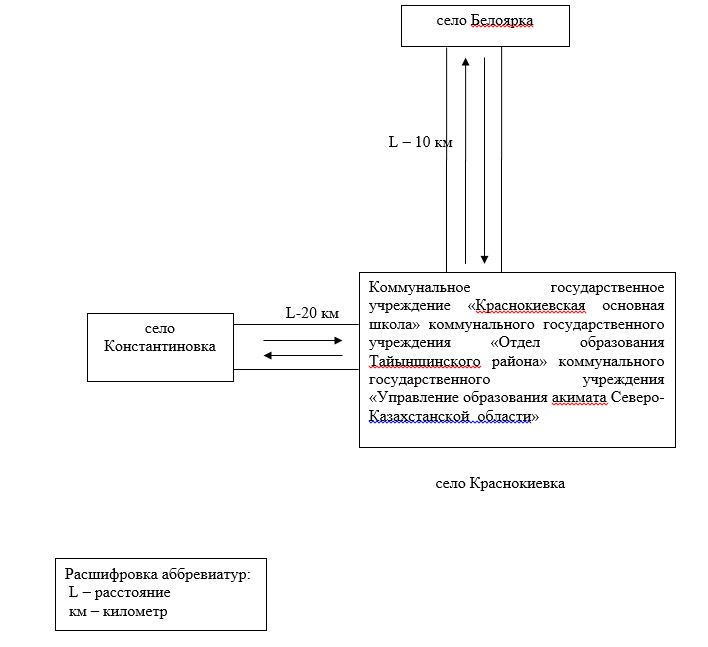 село Белоярка
L – 10 км
Коммунальное государственное
учреждение «Краснокиевская основная
школа» коммунального государственного
учреждения «Отдел образования
Тайыншинского района» коммунального
государственного учреждения
«Управление образования акимата Северо-
Казахстанской области»
L-20 км
село
Константиновка
село Краснокиевка
Расшифровка аббревиатур:
L – расстояние
км – километр